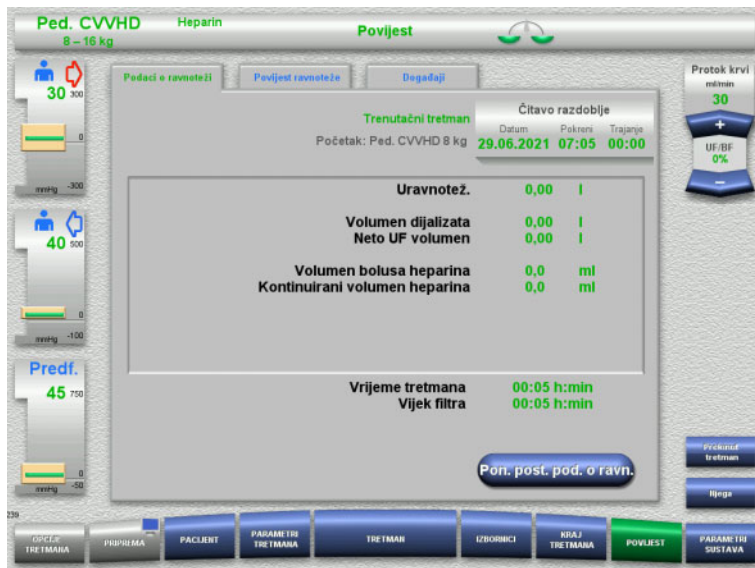 Ped. CVVHD Heparin Povijest
8 – 16 kg
30 300
0
mmHg -300
40 500
0
mmHg -100
Predf.
45 750
0
mmHg -50
Podaci o ravnoteži Povijest ravnoteže Događaji
Trenutačni tretman
Početak: Ped. CVVHD 8 kg
Čitavo razdoblje
Datum Pokreni Trajanje
29.06.2021 07:05 00:00
Uravnotež. 0,00 l
Volumen dijalizata 0,00 l
Neto UF volumen 0,00 l
Volumen bolusa heparina 0,0 ml
Kontinuirani volumen heparina 0,0 ml
Vrijeme tretmana 00:05 h:min
Vijek filtra 00:05 h:min
Pon. post. pod. o ravn.
Protok krvi
ml/min
30
+
UF/BF
0%
−
Prekinut
tretman
Njega
239
OPCIJE
TRETMANA
PRIPREMA
PACIJENT
PARAMETRI
TRETMANA
TRETMAN
IZBORNICI
KRAJ
TRETMANA
POVIJEST
PARAMETRI
SUSTAVA